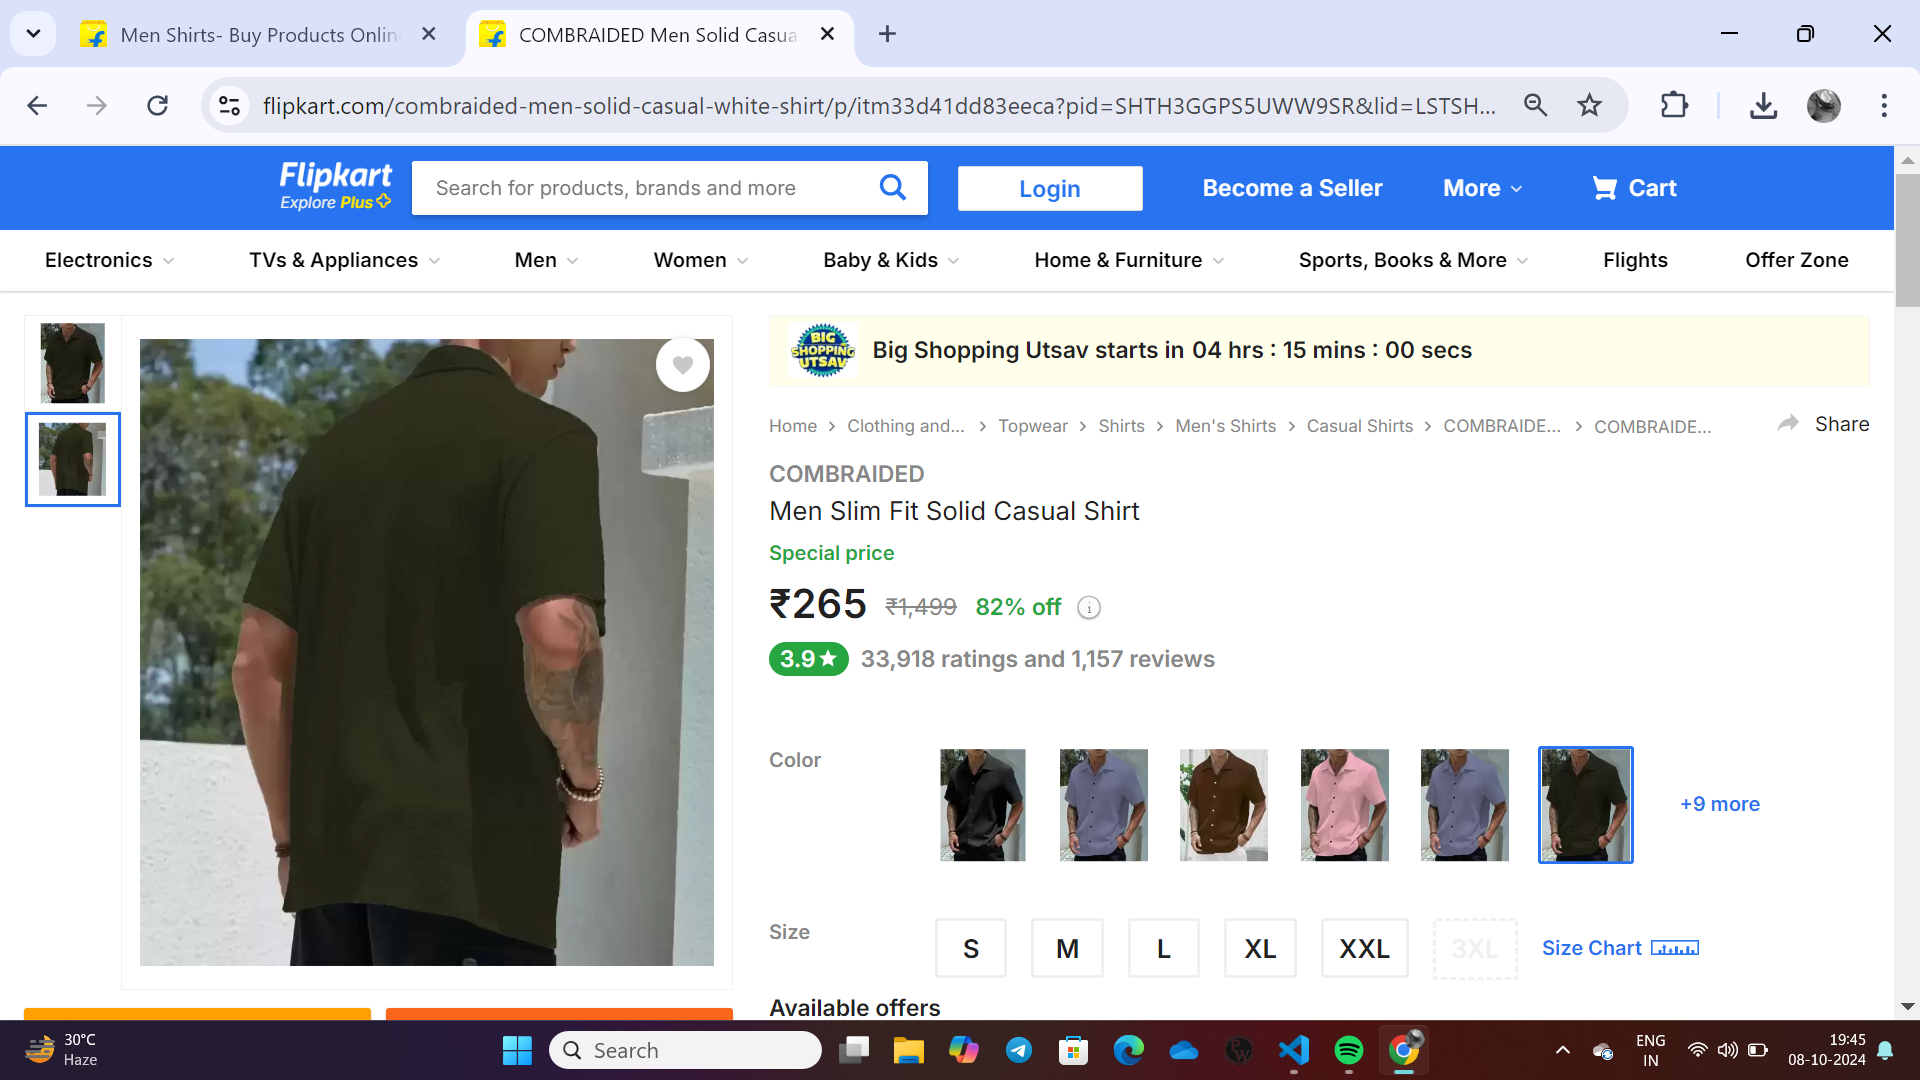 Men Shirts- Buy Products Onlin
COMBRAIDED Men Solid Casua
flipkart.com/combraided-men-solid-casual-white-shirt/p/itm33d41dd83eeca?pid=SHTH3GGPS5UWW9SR&lid=LSTSH...
Flipkart
Explore Plus
Search for products, brands and more
Login
Become a Seller
More
Cart
Electronics
TVs & Appliances
Men
Women
Baby & Kids
Home & Furniture
Sports, Books & More
Flights
Offer Zone
BIG
SHOPPING
UTSAV
Big Shopping Utsav starts in 04 hrs : 15 mins : 00 secs
Home > Clothing and... > Topwear > Shirts > Men's Shirts > Casual Shirts > COMBRAIDE... > COMBRAIDE...
Share
COMBRAIDED
Men Slim Fit Solid Casual Shirt
Special price
₹265 ₹1,499 82% off i
3.9★ 33,918 ratings and 1,157 reviews
Color
+9 more
Size
S
M
L
XL
XXL
3XL
Size Chart
Available offers
30°C
Haze
Search
ENG
IN
19:45
08-10-2024